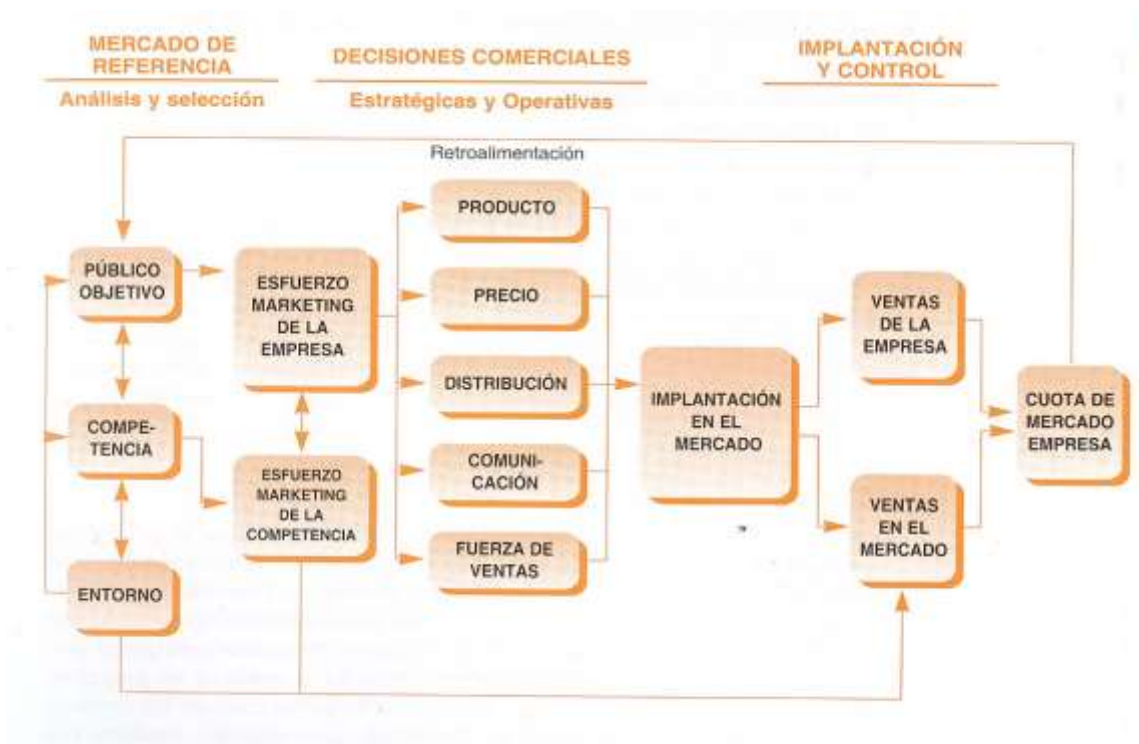 MERCADO DE
REFERENCIA
Análisis y selección
DECISIONES COMERCIALES
Estratégicas y Operativas
IMPLANTACIÓN
Y CONTROL
Retroalimentación
PÚBLICO
OBJETIVO
COMPE-
TENCIA
ENTORNO
ESFUERZO
MARKETING
DE LA
EMPRESA
ESFUERZO
MARKETING
DE LA
COMPETENCIA
PRODUCTO
PRECIO
DISTRIBUCIÓN
COMUNI-
CACIÓN
FUERZA DE
VENTAS
IMPLANTACIÓN
EN EL
MERCADO
VENTAS
DE LA
EMPRESA
VENTAS
EN EL
MERCADO
CUOTA DE
MERCADO
EMPRESA